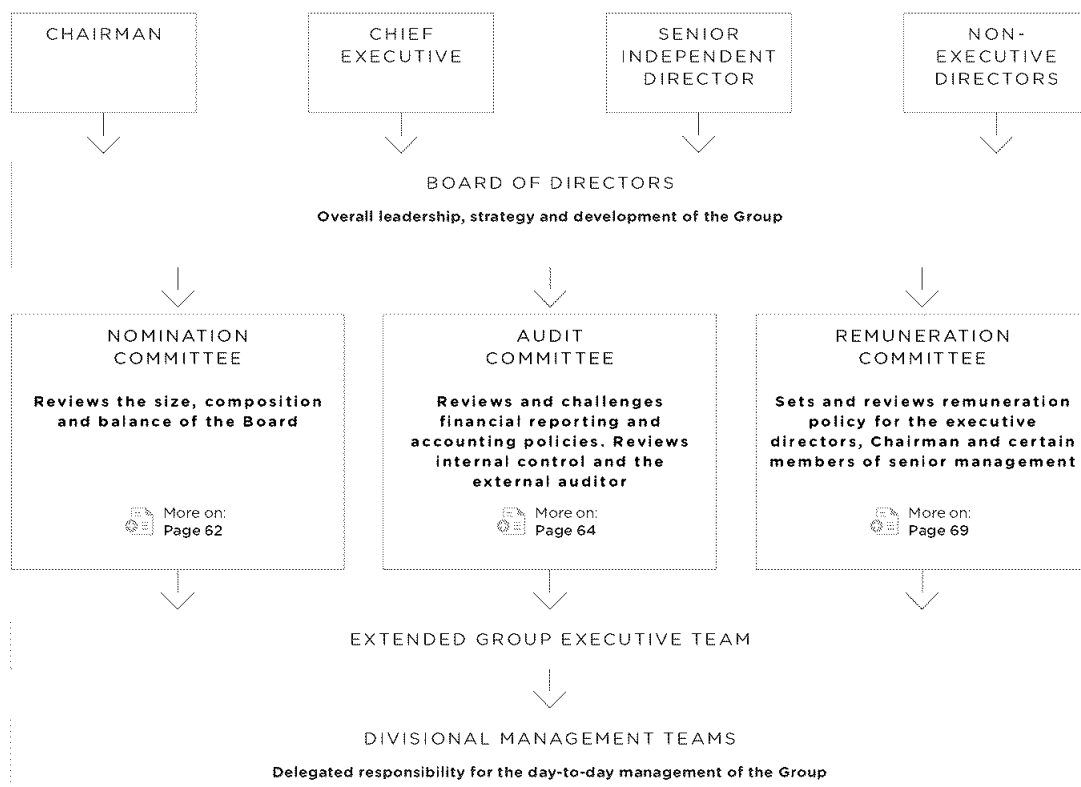 CHAIRMAN
CHIEF
EXECUTIVE
SENIOR
INDEPENDENT
DIRECTOR
NON-
EXECUTIVE
DIRECTORS
BOARD OF DIRECTORS
Overall leadership, strategy and development of the Group
NOMINATION
COMMITTEE
Reviews the size, composition
and balance of the Board
More on:
Page 62
AUDIT
COMMITTEE
Reviews and challenges
financial reporting and
accounting policies. Reviews
internal control and the
external auditor
More on:
Page 64
REMUNERATION
COMMITTEE
Sets and reviews remuneration
policy for the executive
directors, Chairman and certain
members of senior management
More on:
Page 69
EXTENDED GROUP EXECUTIVE TEAM
DIVISIONAL MANAGEMENT TEAMS
Delegated responsibility for the day-to-day management of the Group